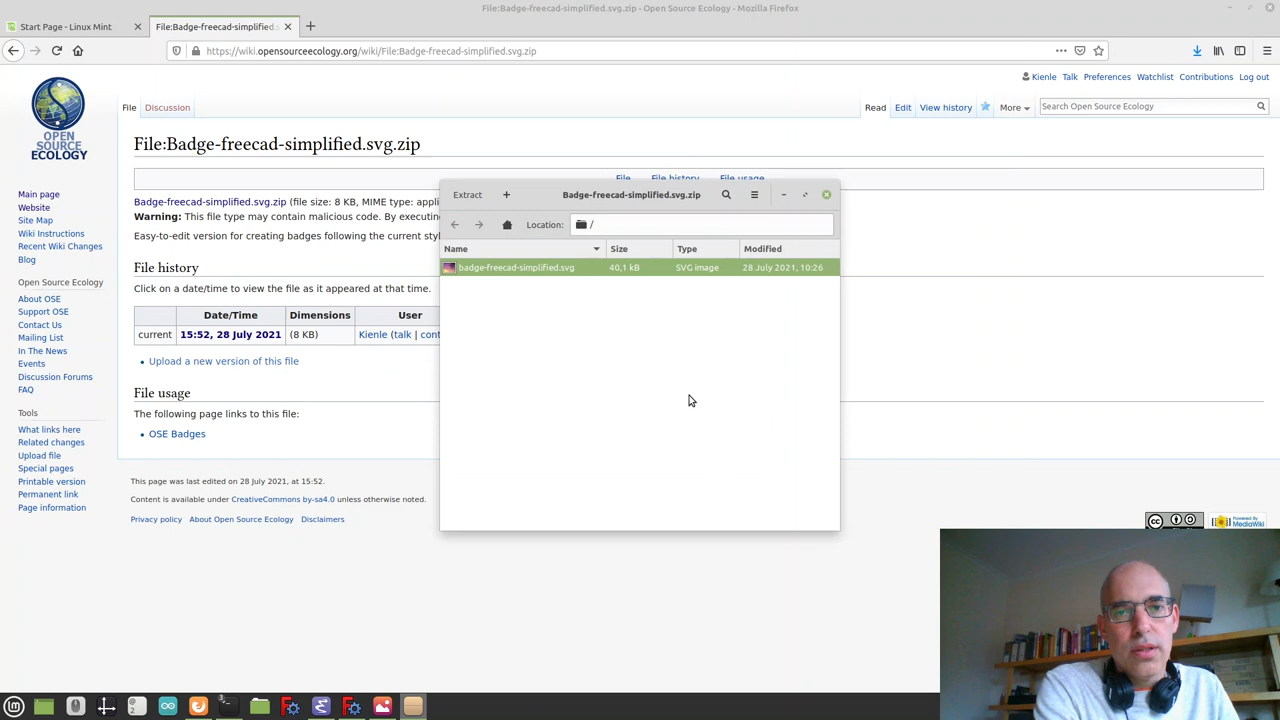 File:Badge-freecad-simplified.svg.zip - Open Source Ecology - Mozilla Firefox
Start Page - Linux Mint
File:Badge-freecad-simplified.
https://wiki.opensourceecology.org/wiki/File:Badge-freecad-simplified.svg.zip
Kienle Talk Preferences Watchlist Contributions Log out
File Discussion Read Edit View history More
Search Open Source Ecology
OPEN
SOURCE
ECOLOGY
File:Badge-freecad-simplified.svg.zip
File File history File usage
Badge-freecad-simplified.svg.zip (file size: 8 KB, MIME type: appli
Warning: This file type may contain malicious code. By executing
Easy-to-edit version for creating badges following the current styl
File history
Click on a date/time to view the file as it appeared at that time.
Date/Time Dimensions User
current 15:52, 28 July 2021 (8 KB) Kienle (talk | cont
Upload a new version of this file
File usage
The following page links to this file:
OSE Badges
Main page
Website
Site Map
Wiki Instructions
Recent Wiki Changes
Blog
Open Source Ecology
About OSE
Support OSE
Contact Us
Mailing List
In The News
Events
Discussion Forums
FAQ
Tools
What links here
Related changes
Upload file
Special pages
Printable version
Permanent link
Page information
Extract
Badge-freecad-simplified.svg.zip
Location: /
Name Size Type Modified
badge-freecad-simplified.svg 40,1 kB SVG image 28 July 2021, 10:26
This page was last edited on 28 July 2021, at 15:52.
Content is available under CreativeCommons by-sa4.0 unless otherwise noted.
Privacy policy About Open Source Ecology Disclaimers
Powered By
MediaWiki